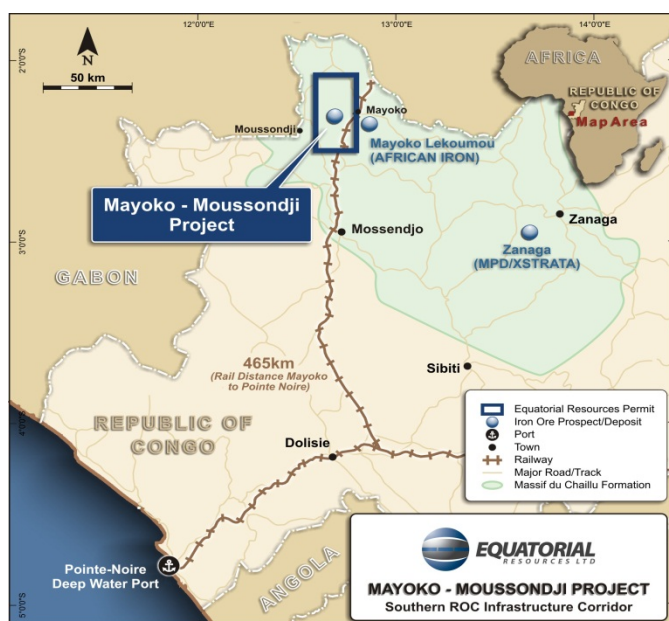 12°0'0"E
14°0'0"E
2°0'0"S
3°0'0"S
4°0'0"S
5°0'0"S
N
50 km
AFRICA
REPUBLIC OF
CONGO
Map Area
Moussondji
Mayoko
Mayoko Lekoumou
(AFRICAN IRON)
Mayoko - Moussondji
Project
Mossendjo
Zanaga
Zanaga
(MPD/XSTRATA)
GABON
Sibiti
465km
(Rail Distance Mayoko
to Pointe Noire)
REPUBLIC OF
CONGO
Dolisie
Pointe-Noire
Deep Water Port
ANGOLA
Equatorial Resources Permit
Iron Ore Prospect/Deposit
Port
Town
Railway
Major Road/Track
Massif du Chaillu Formation
EQUATORIAL
RESOURCES LTD
MAYOKO - MOUSSONDJI PROJECT
Southern ROC Infrastructure Corridor